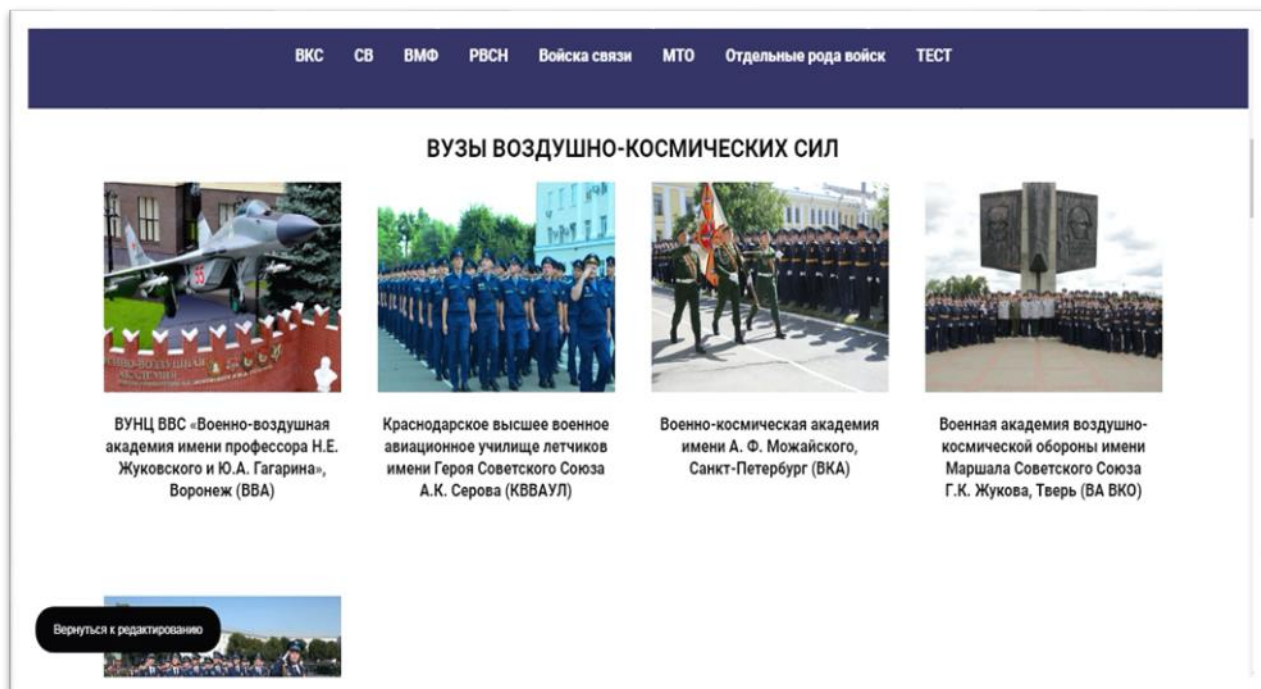 ВКС СВ ВМФ РВСН Войска связи МТО Отдельные рода войск ТЕСТ
ВУЗЫ ВОЗДУШНО-КОСМИЧЕСКИХ СИЛ
55
АКАДЕМИЯ
ВУНЦ ВВС «Военно-воздушная
академия имени профессора Н.Е.
Жуковского и Ю.А. Гагарина»,
Воронеж (ВВА)
Краснодарское высшее военное
авиационное училище летчиков
имени Героя Советского Союза
А.К. Серова (КВВАУЛ)
Военно-космическая академия
имени А. Ф. Можайского,
Санкт-Петербург (ВКА)
Военная академия воздушно-
космической обороны имени
Маршала Советского Союза
Г.К. Жукова, Тверь (ВА ВКО)
Вернуться к редактированию